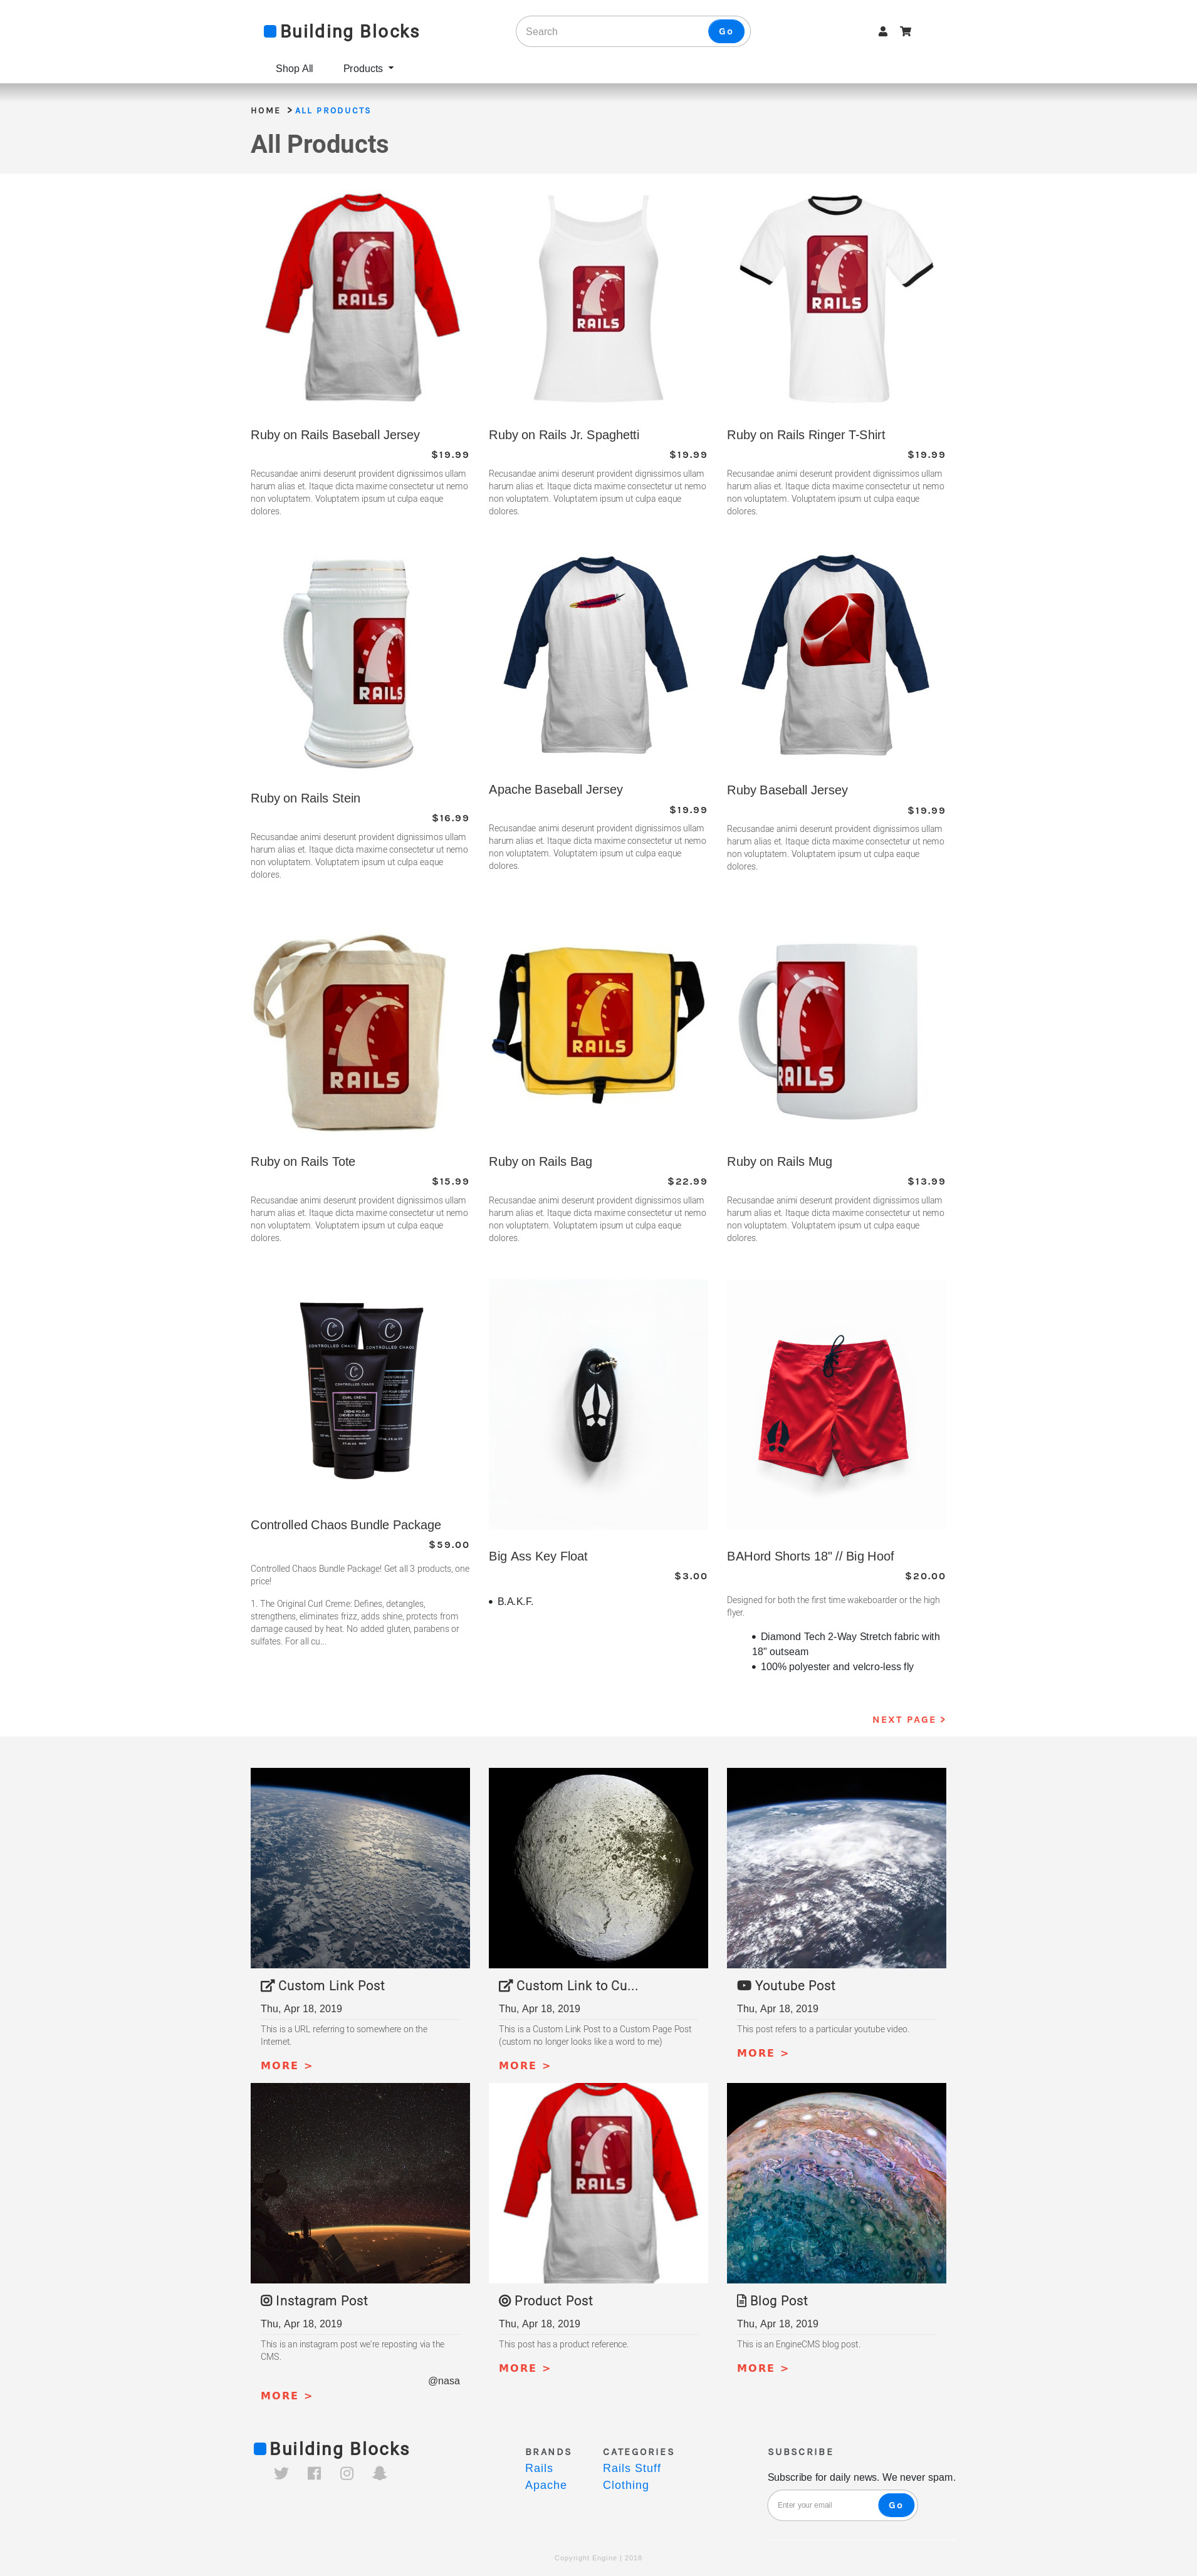 Building Blocks
Search
Go
Shop All
Products
HOME > ALL PRODUCTS
All Products
RAILS
RAILS
RAILS
Ruby on Rails Baseball Jersey
$19.99
Recusandae animi deserunt provident dignissimos ullam
harum alias et. Itaque dicta maxime consectetur ut nemo
non voluptatem. Voluptatem ipsum ut culpa eaque
dolores.
Ruby on Rails Jr. Spaghetti
$19.99
Recusandae animi deserunt provident dignissimos ullam
harum alias et. Itaque dicta maxime consectetur ut nemo
non voluptatem. Voluptatem ipsum ut culpa eaque
dolores.
Ruby on Rails Ringer T-Shirt
$19.99
Recusandae animi deserunt provident dignissimos ullam
harum alias et. Itaque dicta maxime consectetur ut nemo
non voluptatem. Voluptatem ipsum ut culpa eaque
dolores.
RAILS
Ruby on Rails Stein
$16.99
Recusandae animi deserunt provident dignissimos ullam
harum alias et. Itaque dicta maxime consectetur ut nemo
non voluptatem. Voluptatem ipsum ut culpa eaque
dolores.
Apache Baseball Jersey
$19.99
Recusandae animi deserunt provident dignissimos ullam
harum alias et. Itaque dicta maxime consectetur ut nemo
non voluptatem. Voluptatem ipsum ut culpa eaque
dolores.
Ruby Baseball Jersey
$19.99
Recusandae animi deserunt provident dignissimos ullam
harum alias et. Itaque dicta maxime consectetur ut nemo
non voluptatem. Voluptatem ipsum ut culpa eaque
dolores.
RAILS
RAILS
RAILS
Ruby on Rails Tote
$15.99
Recusandae animi deserunt provident dignissimos ullam
harum alias et. Itaque dicta maxime consectetur ut nemo
non voluptatem. Voluptatem ipsum ut culpa eaque
dolores.
Ruby on Rails Bag
$22.99
Recusandae animi deserunt provident dignissimos ullam
harum alias et. Itaque dicta maxime consectetur ut nemo
non voluptatem. Voluptatem ipsum ut culpa eaque
dolores.
Ruby on Rails Mug
$13.99
Recusandae animi deserunt provident dignissimos ullam
harum alias et. Itaque dicta maxime consectetur ut nemo
non voluptatem. Voluptatem ipsum ut culpa eaque
dolores.
CONTROLLED CHAOS
CONTROLLED CHAOS
CONTROLLED CHAOS
CURL CRÈME
Controlled Chaos Bundle Package
$59.00
Controlled Chaos Bundle Package! Get all 3 products, one
price!
1. The Original Curl Creme: Defines, detangles,
strengthens, eliminates frizz, adds shine, protects from
damage caused by heat. No added gluten, parabens or
sulfates. For all cu...
Big Ass Key Float
$3.00
• B.A.K.F.
BAHord Shorts 18" // Big Hoof
$20.00
Designed for both the first time wakeboarder or the high
flyer.
• Diamond Tech 2-Way Stretch fabric with
18" outseam
• 100% polyester and velcro-less fly
NEXT PAGE >
Custom Link Post
Thu, Apr 18, 2019
This is a URL referring to somewhere on the
Internet.
MORE >
Custom Link to Cu...
Thu, Apr 18, 2019
This is a Custom Link Post to a Custom Page Post
(custom no longer looks like a word to me)
MORE >
Youtube Post
Thu, Apr 18, 2019
This post refers to a particular youtube video.
MORE >
RAILS
Instagram Post
Thu, Apr 18, 2019
This is an instagram post we're reposting via the
CMS.
@nasa
MORE >
Product Post
Thu, Apr 18, 2019
This post has a product reference.
MORE >
Blog Post
Thu, Apr 18, 2019
This is an EngineCMS blog post.
MORE >
Building Blocks
BRANDS
Rails
Apache
CATEGORIES
Rails Stuff
Clothing
SUBSCRIBE
Subscribe for daily news. We never spam.
Enter your email
Go
Copyright Engine | 2018